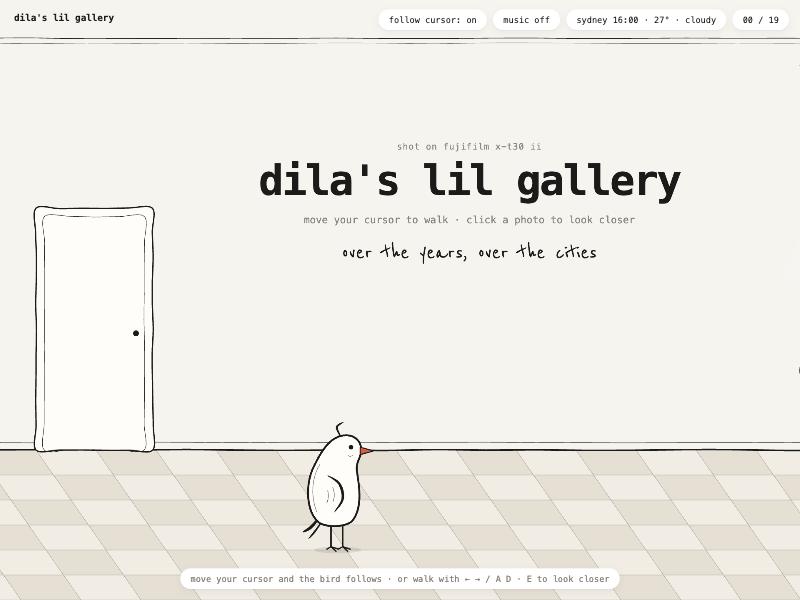 dila's lil gallery
follow cursor: on
music off
sydney 16:00 · 27° · cloudy
00 / 19
shot on fujifilm x-t30 ii
dila's lil gallery
move your cursor to walk · click a photo to look closer
over the years, over the cities
move your cursor and the bird follows · or walk with ← → / A D · E to look closer